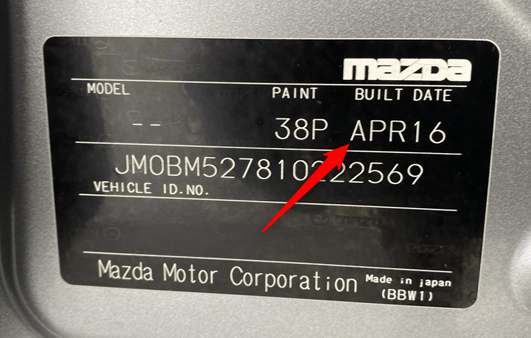 mazda
MODEL PAINT BUILT DATE
-- 38P APR16
JM0BM527810222569
VEHICLE ID.NO.
Mazda Motor Corporation Made in japan
(BBW1)